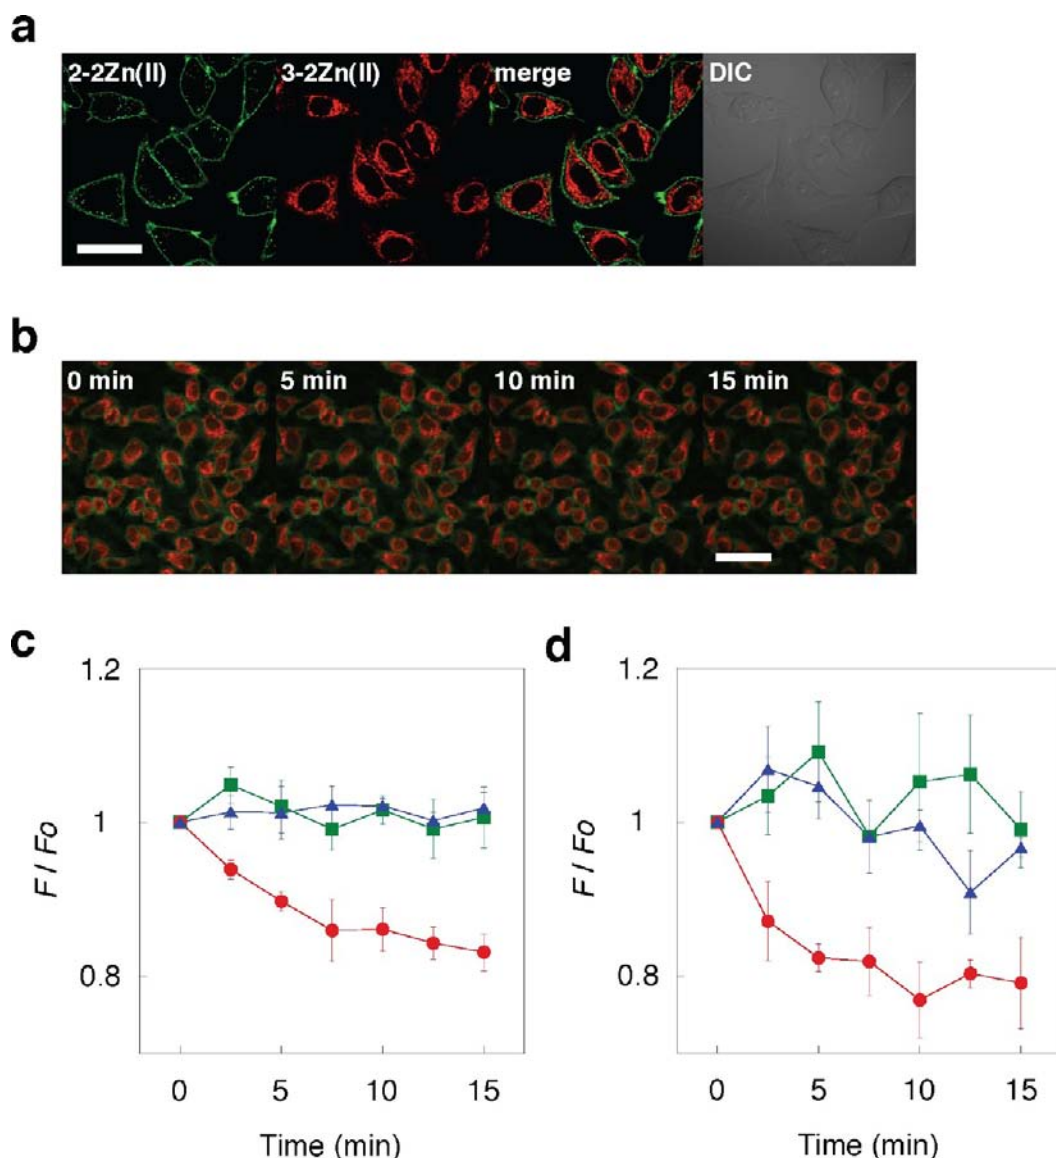 a
2-2Zn(II) 3-2Zn(II) merge DIC
b
0 min 5 min 10 min 15 min
c
1.2
1
0.8
F / Fo
0 5 10 15
Time (min)
d
1.2
1
0.8
F / Fo
0 5 10 15
Time (min)